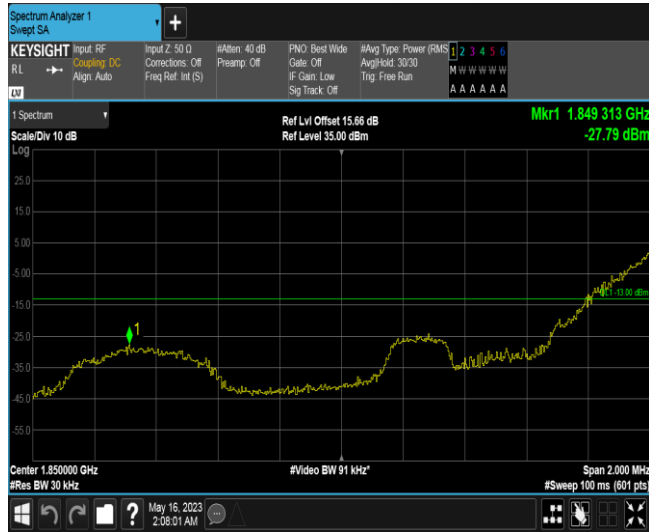 Spectrum Analyzer 1
Swept SA
KEYSIGHT
RL
LXI
Input: RF
Coupling: DC
Align: Auto
Input Z: 50 Ω
Corrections: Off
Freq Ref: Int (S)
#Atten: 40 dB
Preamp: Off
PNO: Best Wide
Gate: Off
IF Gain: Low
Sig Track: Off
#Avg Type: Power (RMS
Avg|Hold: 30/30
Trig: Free Run
1 2 3 4 5 6
M W W W W W
A A A A A A
1 Spectrum
Scale/Div 10 dB
Ref Lvl Offset 15.66 dB
Ref Level 35.00 dBm
Mkr1 1.849 313 GHz
-27.79 dBm
Log
25.0
15.0
5.00
-5.00
-15.0
-25.0
-35.0
-45.0
-55.0
1
DL1 -13.00 dBm
Center 1.850000 GHz
#Video BW 91 kHz*
Span 2.000 MHz
#Res BW 30 kHz
#Sweep 100 ms (601 pts)
?
May 16, 2023
2:08:01 AM